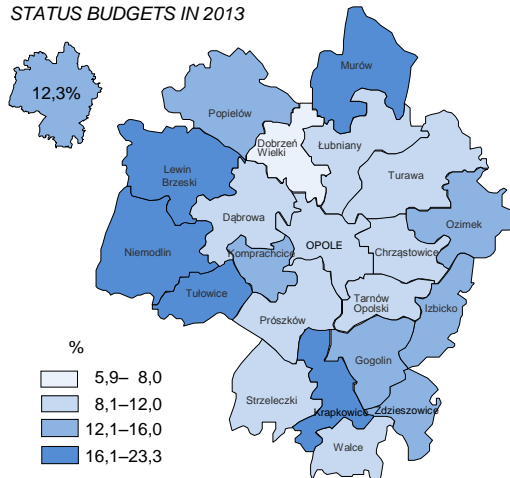 STATUS BUDGETS IN 2013
12,3%
Murów
Popielów
Dobrzeń
Wielki
Łubniany
Lewin
Brzeski
Turawa
Dąbrowa
Ozimek
Niemodlin
Komprachcice
OPOLE
Chrząstowice
Tułowice
Tarnów
Opolski
Izbicko
Prószków
Gogolin
Strzeleczki
Krapkowice
Zdzieszowice
Walce
%
5,9– 8,0
8,1–12,0
12,1–16,0
16,1–23,3